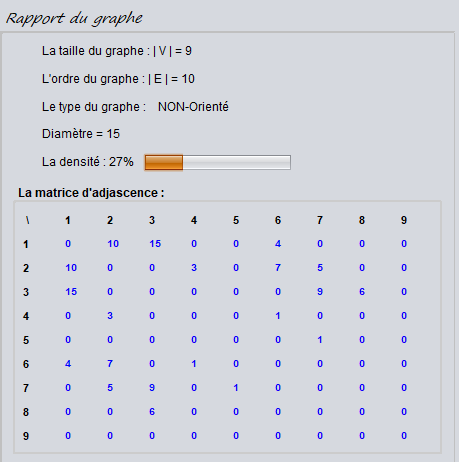 Rapport du graphe
La taille du graphe : | V | = 9
L'ordre du graphe : | E | = 10
Le type du graphe : NON-Orienté
Diamètre = 15
La densité : 27%
La matrice d'adjascence :
\ 1 2 3 4 5 6 7 8 9
1 0 10 15 0 0 4 0 0 0
2 10 0 0 3 0 7 5 0 0
3 15 0 0 0 0 0 9 6 0
4 0 3 0 0 0 1 0 0 0
5 0 0 0 0 0 0 1 0 0
6 4 7 0 1 0 0 0 0 0
7 0 5 9 0 1 0 0 0 0
8 0 0 6 0 0 0 0 0 0
9 0 0 0 0 0 0 0 0 0